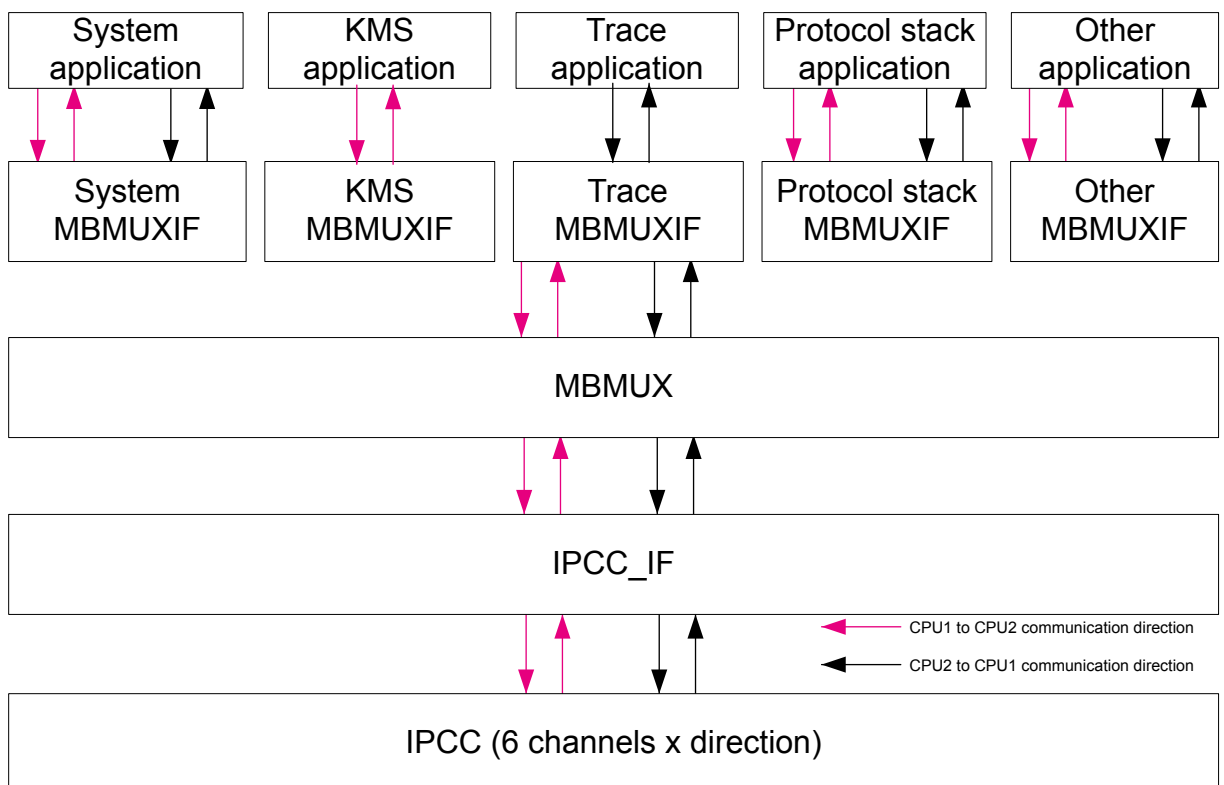 System
application
KMS
application
Trace
application
Protocol stack
application
Other
application
System
MBMUXIF
KMS
MBMUXIF
Trace
MBMUXIF
Protocol stack
MBMUXIF
Other
MBMUXIF
MBMUX
IPCC_IF
CPU1 to CPU2 communication direction
CPU2 to CPU1 communication direction
IPCC (6 channels x direction)